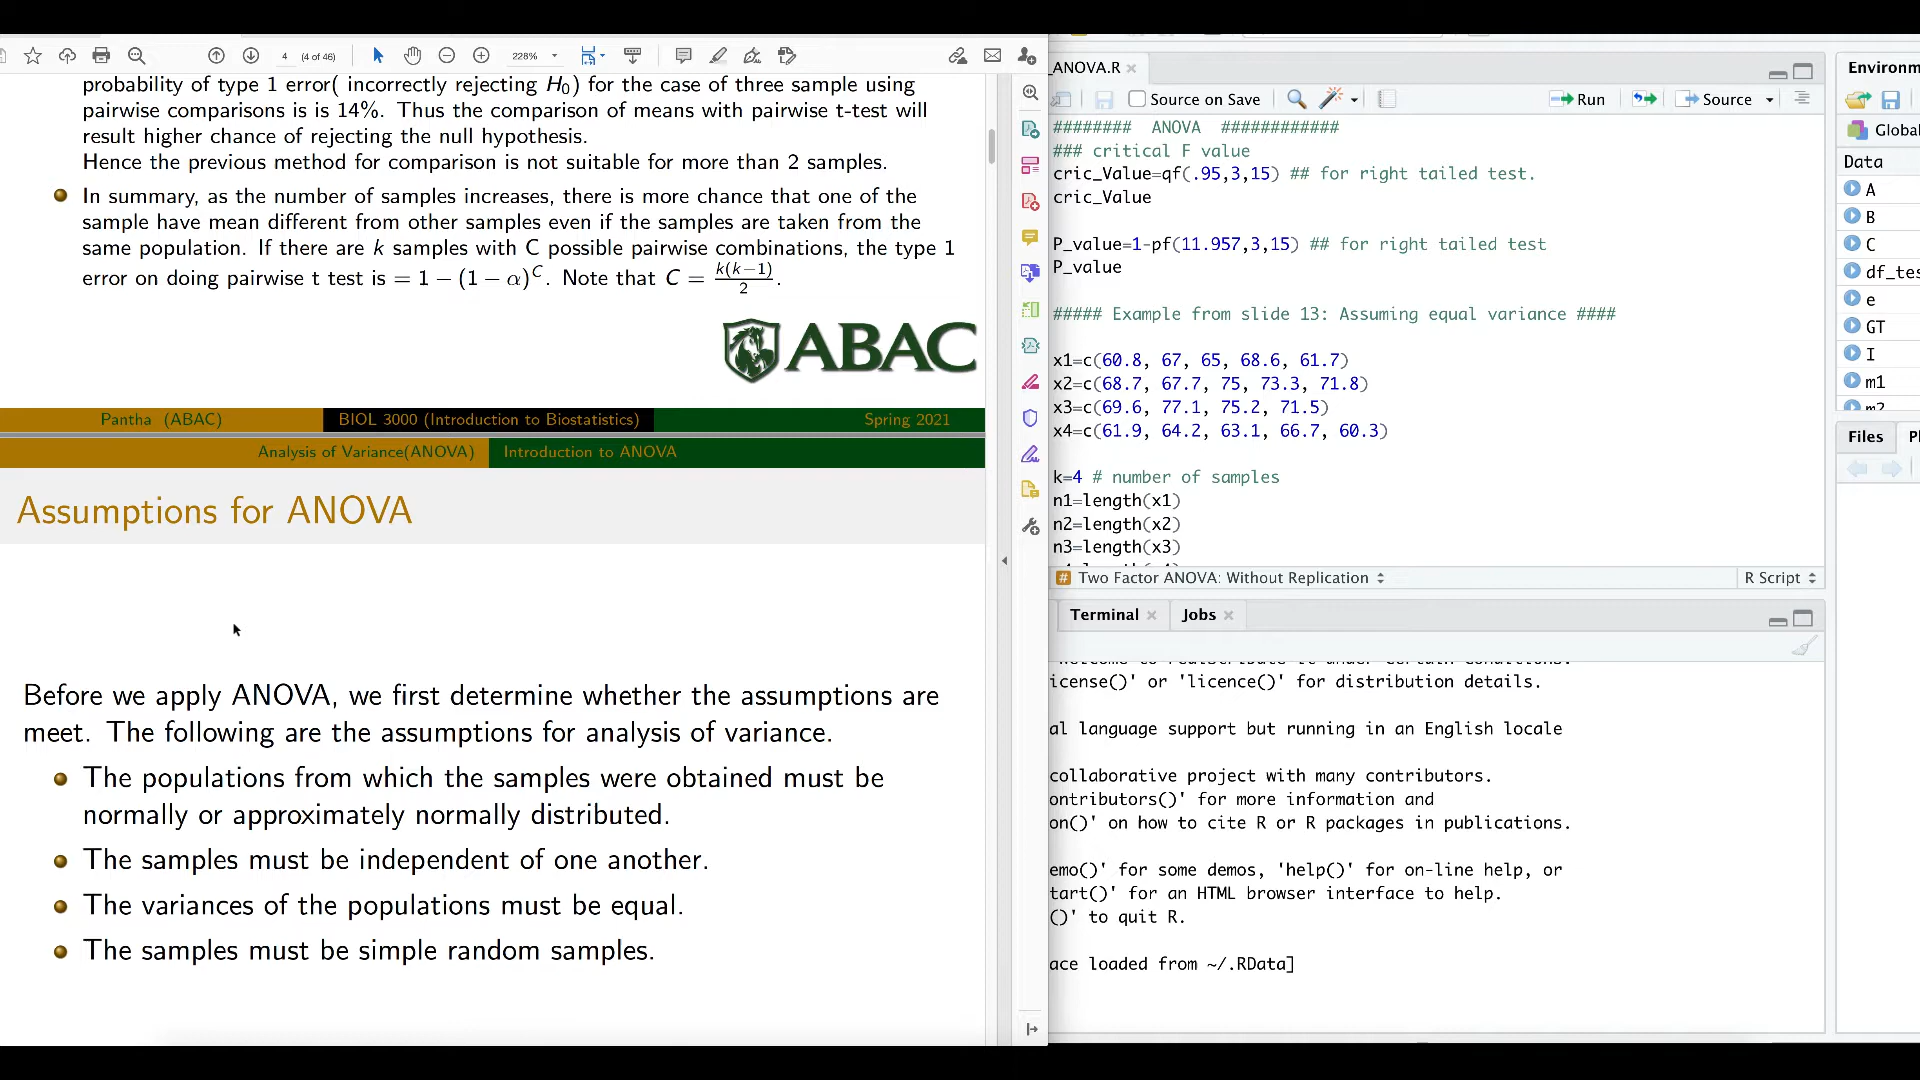 4 (4 of 46) 228%
probability of type 1 error( incorrectly rejecting H₀) for the case of three sample using
pairwise comparisons is is 14%. Thus the comparison of means with pairwise t-test will
result higher chance of rejecting the null hypothesis.
Hence the previous method for comparison is not suitable for more than 2 samples.
In summary, as the number of samples increases, there is more chance that one of the
sample have mean different from other samples even if the samples are taken from the
same population. If there are k samples with C possible pairwise combinations, the type 1
error on doing pairwise t test is = 1 − (1 − α)^C. Note that C = k(k−1)/2.
ABAC
Pantha (ABAC) BIOL 3000 (Introduction to Biostatistics) Spring 2021
Analysis of Variance(ANOVA) Introduction to ANOVA
Assumptions for ANOVA
Before we apply ANOVA, we first determine whether the assumptions are
meet. The following are the assumptions for analysis of variance.
The populations from which the samples were obtained must be
normally or approximately normally distributed.
The samples must be independent of one another.
The variances of the populations must be equal.
The samples must be simple random samples.
_ANOVA.R
Source on Save Run Source
######## ANOVA ############
### critical F value
cric_Value=qf(.95,3,15) ## for right tailed test.
cric_Value
P_value=1-pf(11.957,3,15) ## for right tailed test
P_value
##### Example from slide 13: Assuming equal variance ####
x1=c(60.8, 67, 65, 68.6, 61.7)
x2=c(68.7, 67.7, 75, 73.3, 71.8)
x3=c(69.6, 77.1, 75.2, 71.5)
x4=c(61.9, 64.2, 63.1, 66.7, 60.3)
k=4 # number of samples
n1=length(x1)
n2=length(x2)
n3=length(x3)
Two Factor ANOVA: Without Replication R Script
Terminal Jobs
icense()' or 'licence()' for distribution details.
al language support but running in an English locale
collaborative project with many contributors.
ontributors()' for more information and
on()' on how to cite R or R packages in publications.
emo()' for some demos, 'help()' for on-line help, or
tart()' for an HTML browser interface to help.
()' to quit R.
ace loaded from ~/.RData]
Environm
Globa
Data
A
B
C
df_tes
e
GT
I
m1
m2
Files P